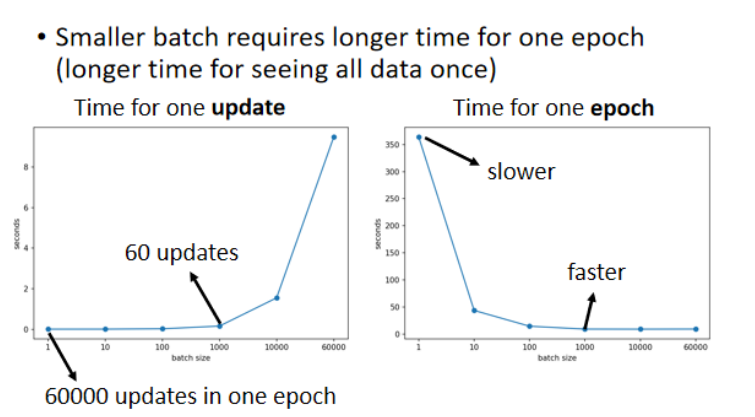 • Smaller batch requires longer time for one epoch
(longer time for seeing all data once)
Time for one update
seconds
8
6
4
2
0
1 10 100 1000 10000 60000
batch size
60 updates
60000 updates in one epoch
Time for one epoch
seconds
350
300
250
200
150
100
50
0
1 10 100 1000 10000 60000
batch size
slower
faster